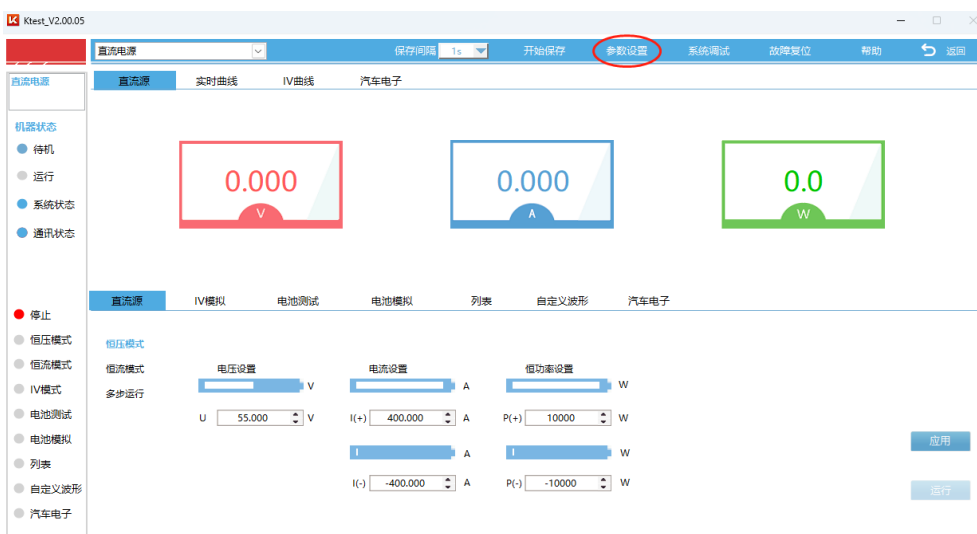 Ktest_V2.00.05
直流电源 保存间隔 1s 开始保存 参数设置 系统调试 故障复位 帮助 返回
直流电源
机器状态
待机
运行
系统状态
通讯状态
停止
恒压模式
恒流模式
IV模式
电池测试
电池模拟
列表
自定义波形
汽车电子
直流源 实时曲线 IV曲线 汽车电子
0.000
V
0.000
A
0.0
W
直流源 IV模拟 电池测试 电池模拟 列表 自定义波形 汽车电子
恒压模式
恒流模式
多步运行
电压设置 电流设置 恒功率设置
V A W
U 55.000 V I(+) 400.000 A P(+) 10000 W
A W
I(-) -400.000 A P(-) -10000 W
应用
运行